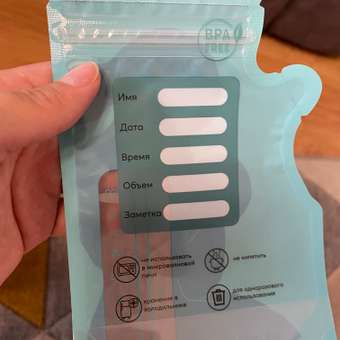 BPA
FREE
Имя
Дата
Время
Объем
Заметка
не использовать
в микроволновой
печи
не кипятить
хранение в
холодильнике
для одноразового
использования